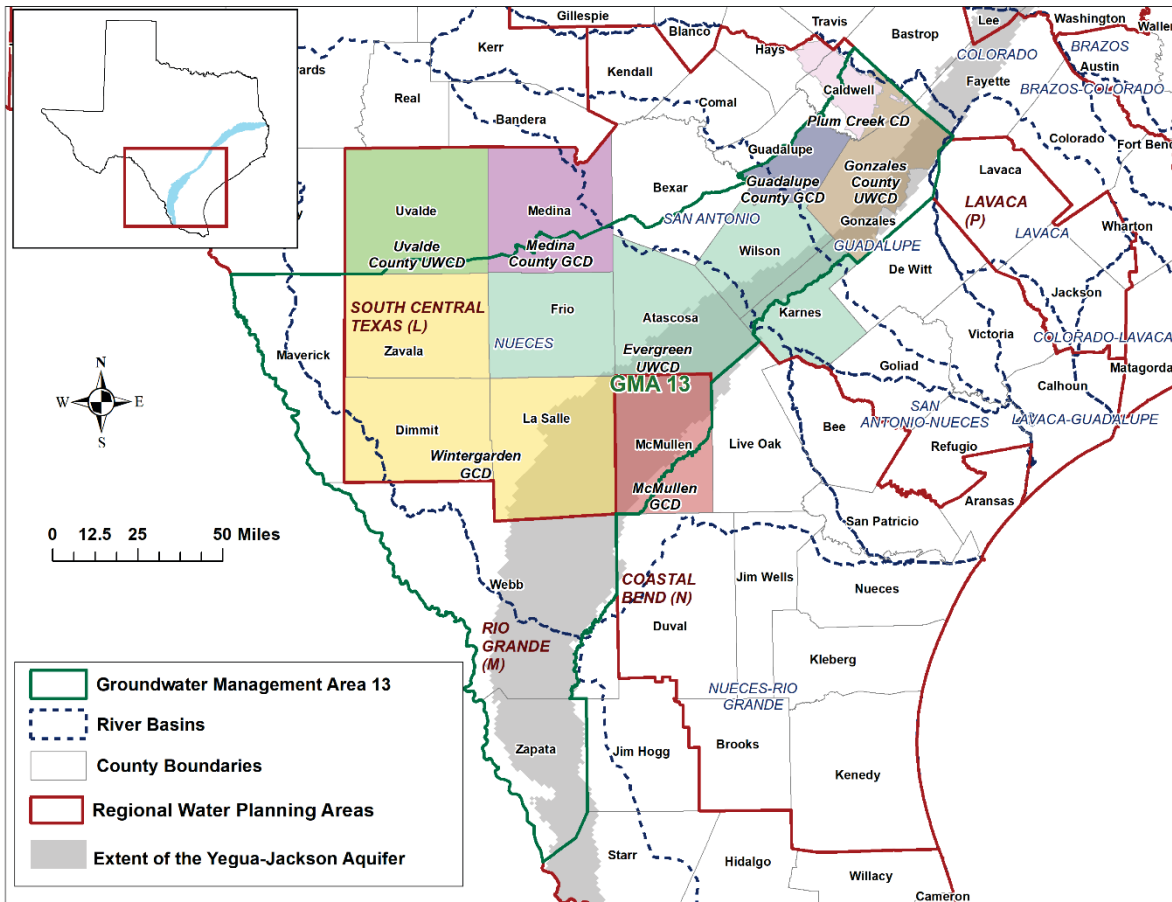 Gillespie
Blanco
Travis
Lee
Washington
Waller
Bastrop
Kerr
Hays
COLORADO
BRAZOS
Austin
Kendall
Fayette
BRAZOS-COLORADO
Real
Caldwell
Comal
Bandera
Plum Creek CD
Colorado
Fort Bend
Guadalupe
Gonzales
County
UWCD
Lavaca
Bexar
Guadalupe
County GCD
LAVACA
(P)
Uvalde
Medina
SAN ANTONIO
Gonzales
LAVACA
Wharton
Uvalde
County UWCD
Medina
County GCD
Wilson
GUADALUPE
De Witt
SOUTH CENTRAL
TEXAS (L)
Frio
Jackson
Atascosa
Karnes
Maverick
Zavala
NUECES
Victoria
COLORADO-LAVACA
Evergreen
UWCD
Goliad
Matagorda
GMA 13
Calhoun
N
W
E
S
La Salle
SAN
ANTONIO-NUECES
LAVACA-GUADALUPE
Dimmit
McMullen
Live Oak
Bee
Refugio
Wintergarden
GCD
McMullen
GCD
Aransas
San Patricio
0 12.5 25 50 Miles
Webb
COASTAL
BEND (N)
Jim Wells
Nueces
Duval
RIO
GRANDE
(M)
Kleberg
Groundwater Management Area 13
River Basins
County Boundaries
Regional Water Planning Areas
Extent of the Yegua-Jackson Aquifer
NUECES-RIO
GRANDE
Zapata
Jim Hogg
Brooks
Kenedy
Starr
Hidalgo
Willacy
Cameron